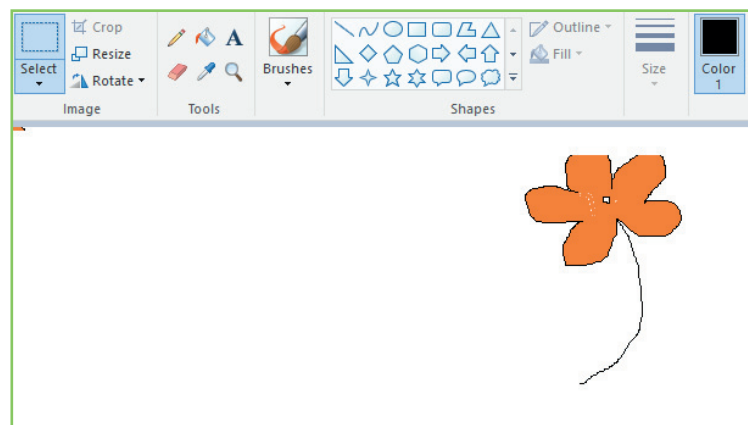 Crop
Resize
Select
Rotate
Image
A
Tools
Brushes
Outline
Fill
Shapes
Size
Color
1